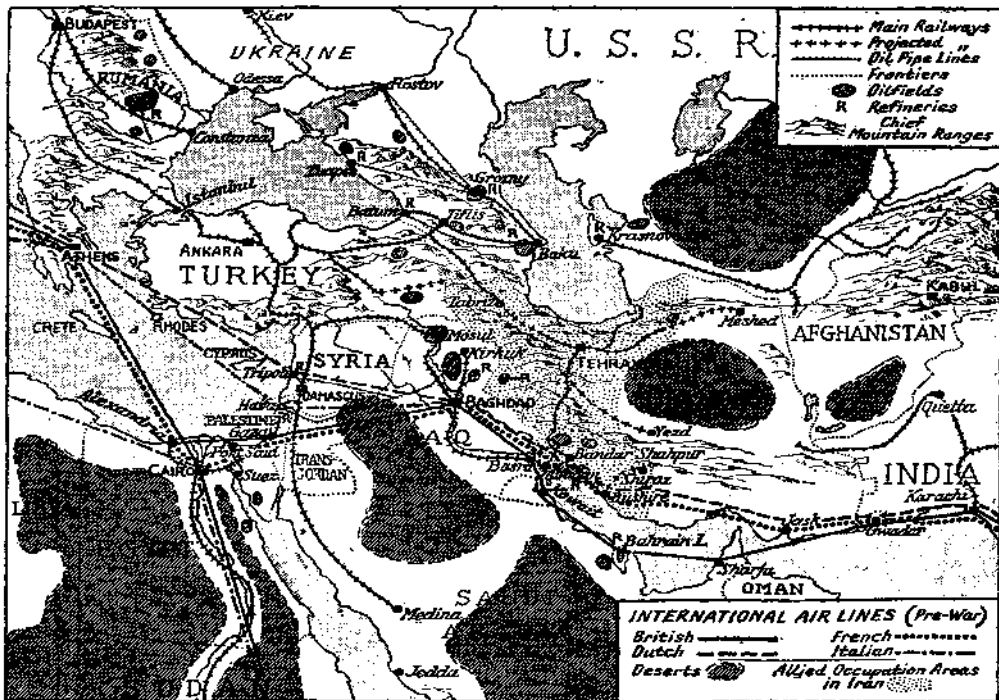 BUDAPEST
Kiev
UKRAINE
U. S. S. R.
RUMANIA
Odessa
Rostov
R
Constanza
R
Tuapse
Grozny
R
Istanbul
Batum
R
Tiflis
R
Krasnov
R
Baku
ANKARA
ATHENS
TURKEY
Tabriz
KABUL
Meshed
CRETE
RHODES
Mosul
AFGHANISTAN
CYPRUS
SYRIA
Kirkuk
TEHRAN
Tripoli
R
R
DAMASCUS
Haifa
BAGHDAD
Quetta
PALESTINE
Gaza
Yezd
Port Said
CAIRO
TRANS-
JORDAN
Suez
Basra
Bandar Shahpur
Shiraz
Bushire
INDIA
Karachi
Jask
Gwadar
Bahrain I.
Sharja
OMAN
Medina
Jedda
Main Railways
Projected "
Oil Pipe Lines
Frontiers
Oilfields
R Refineries
Chief
Mountain Ranges
INTERNATIONAL AIR LINES (Pre-War)
British French
Dutch Italian
Deserts Allied Occupation Areas
in Iran